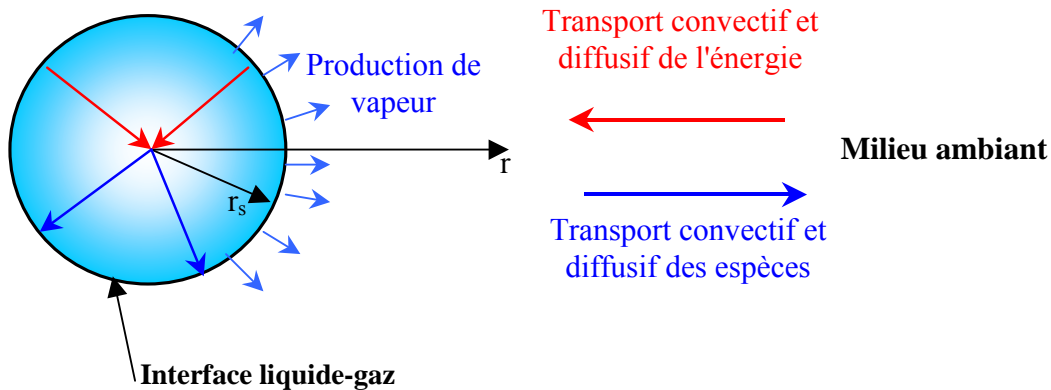 Transport convectif et
diffusif de l'énergie
Production de
vapeur
Milieu ambiant
r
r_s
Transport convectif et
diffusif des espèces
Interface liquide-gaz